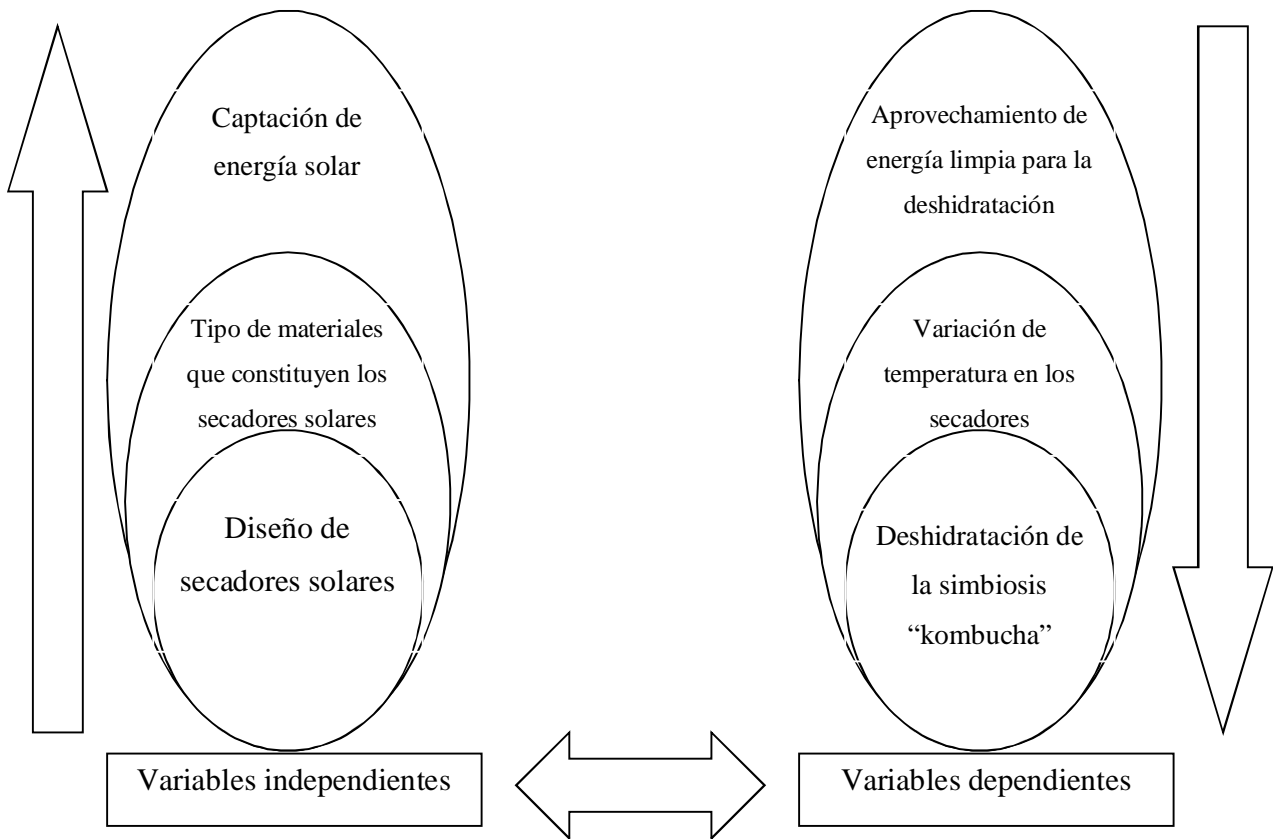 Captación de
energía solar
Tipo de materiales
que constituyen los
secadores solares
Diseño de
secadores solares
Variables independientes
Aprovechamiento de
energía limpia para la
deshidratación
Variación de
temperatura en los
secadores
Deshidratación de
la simbiosis
“kombucha”
Variables dependientes